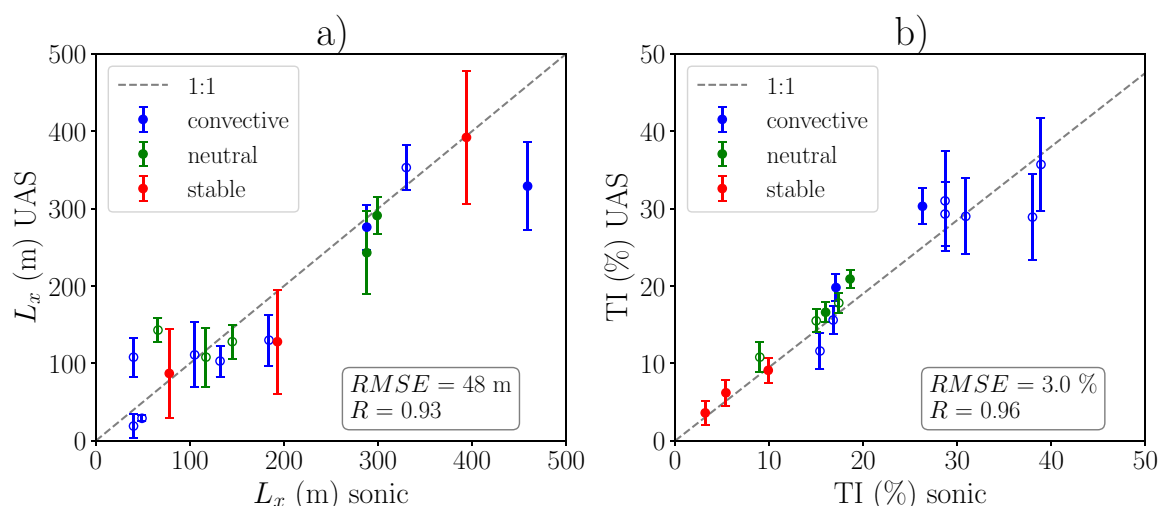 a)
500
400
300
200
100
0
L_x (m) UAS
1:1
convective
neutral
stable
RMSE = 48 m
R = 0.93
0 100 200 300 400 500
L_x (m) sonic
b)
50
40
30
20
10
0
TI (%) UAS
1:1
convective
neutral
stable
RMSE = 3.0 %
R = 0.96
0 10 20 30 40 50
TI (%) sonic